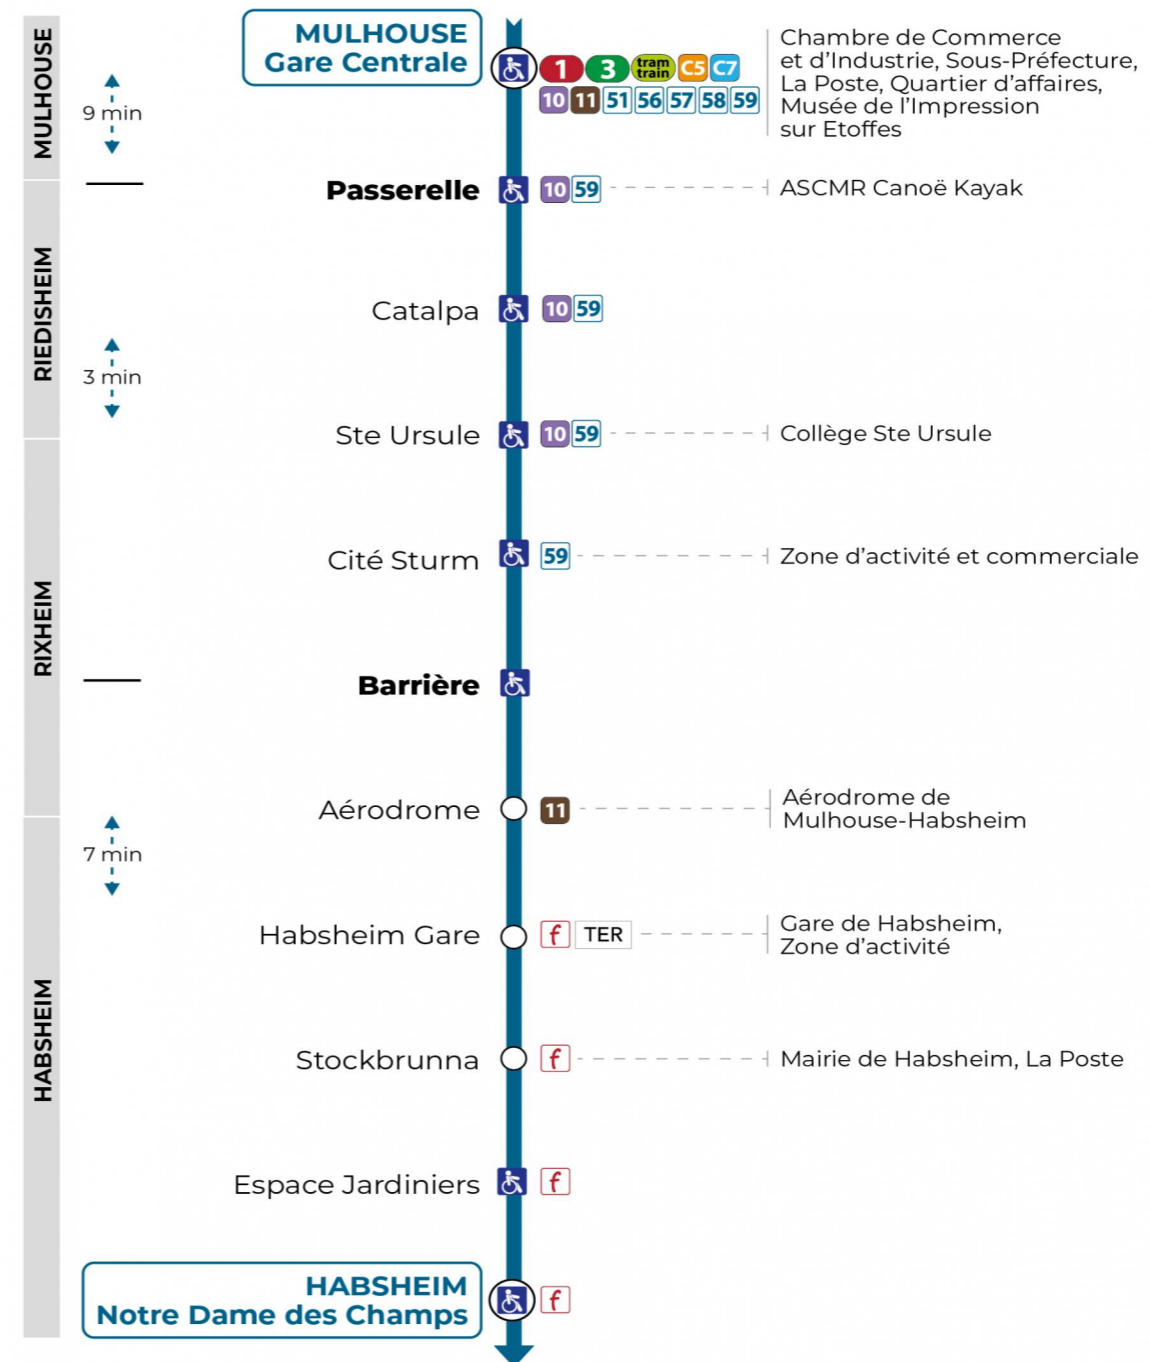 MULHOUSE
MULHOUSE
Gare Centrale
1 3 tram train C5 C7
10 11 51 56 57 58 59
Chambre de Commerce
et d’Industrie, Sous-Préfecture,
La Poste, Quartier d’affaires,
Musée de l’Impression
sur Etoffes
9 min
RIEDISHEIM
Passerelle
10 59
ASCMR Canoë Kayak
Catalpa
10 59
3 min
Ste Ursule
10 59
Collège Ste Ursule
RIXHEIM
Cité Sturm
59
Zone d’activité et commerciale
Barrière
Aérodrome
11
Aérodrome de
Mulhouse-Habsheim
7 min
HABSHEIM
Habsheim Gare
f TER
Gare de Habsheim,
Zone d’activité
Stockbrunna
f
Mairie de Habsheim, La Poste
Espace Jardiniers
f
HABSHEIM
Notre Dame des Champs
f